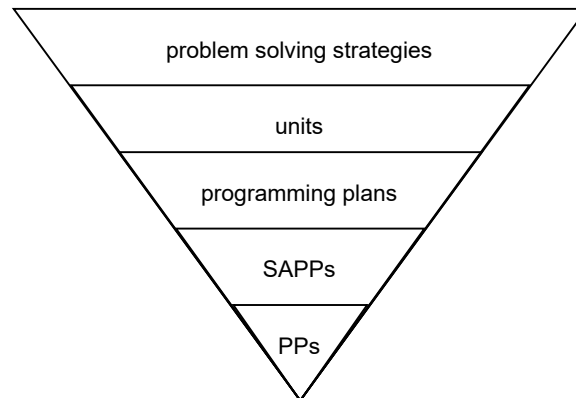 problem solving strategies
units
programming plans
SAPPs
PPs